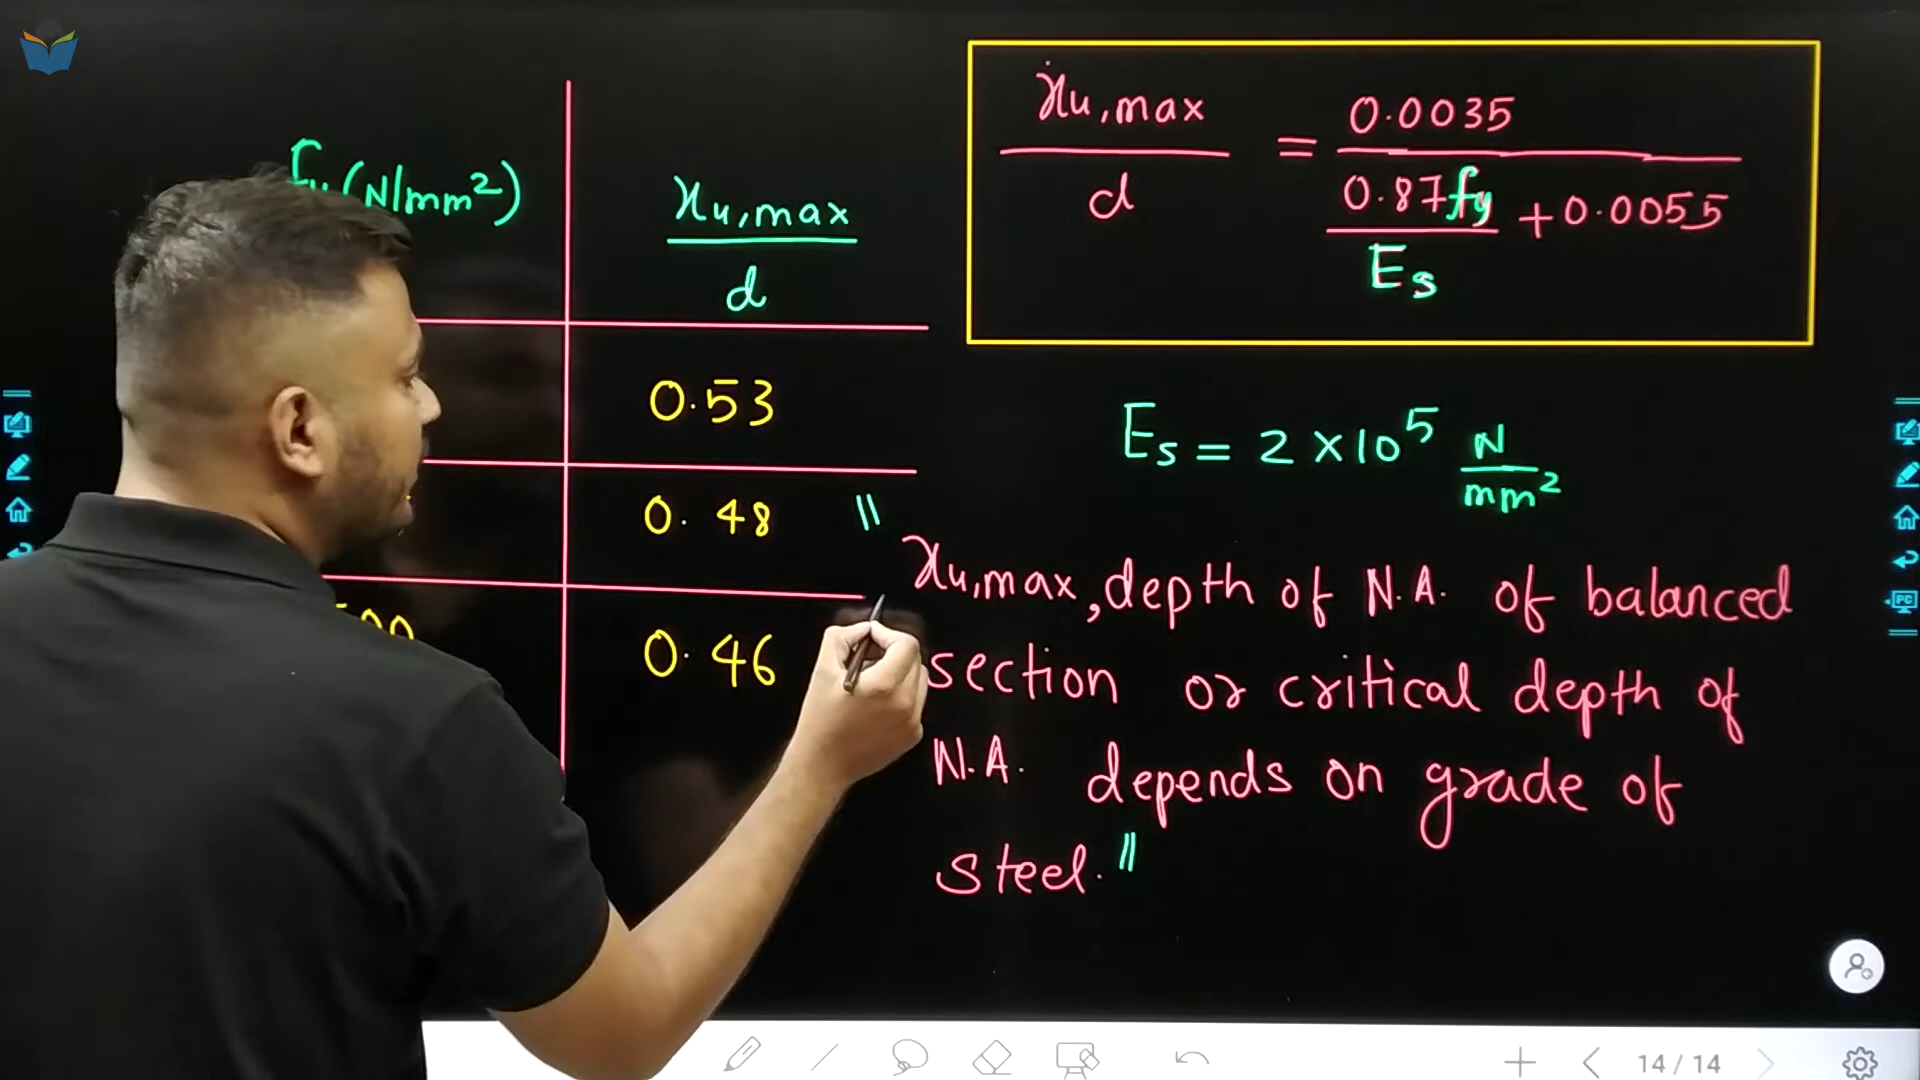 (N/mm²)
xu,max
d
0.53
0.48 //
0.46
xu,max
d
=
0.0035
0.87fy
Es
+0.0055
Es = 2×10⁵ N
mm²
xu,max, depth of N.A. of balanced
section or critical depth of
N.A. depends on grade of
steel. //
PC
14 / 14